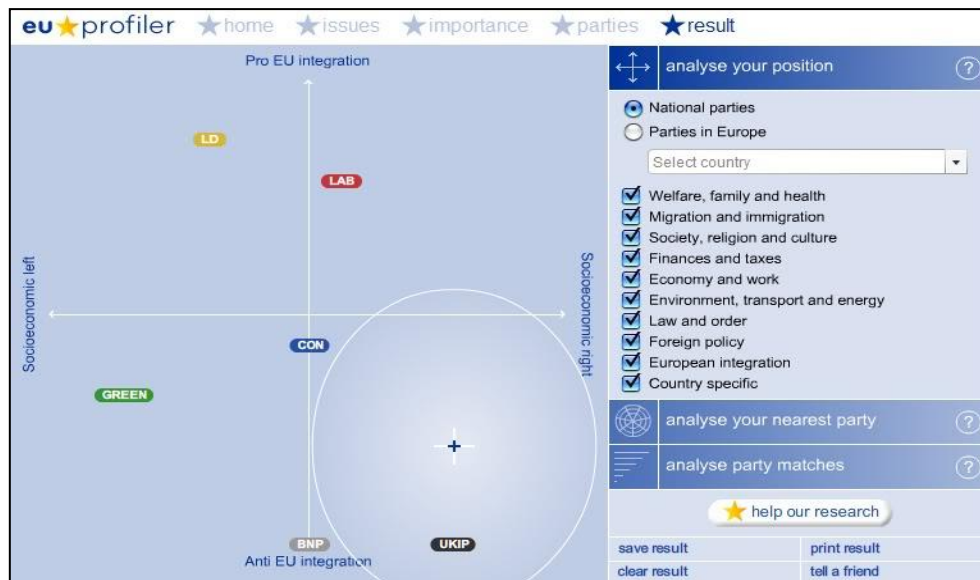 eu profiler home issues importance parties result
Pro EU integration
LD
LAB
Socioeconomic left
Socioeconomic right
CON
GREEN
BNP
UKIP
Anti EU integration
analyse your position ?
National parties
Parties in Europe
Select country
Welfare, family and health
Migration and immigration
Society, religion and culture
Finances and taxes
Economy and work
Environment, transport and energy
Law and order
Foreign policy
European integration
Country specific
analyse your nearest party ?
analyse party matches ?
help our research
save result print result
clear result tell a friend